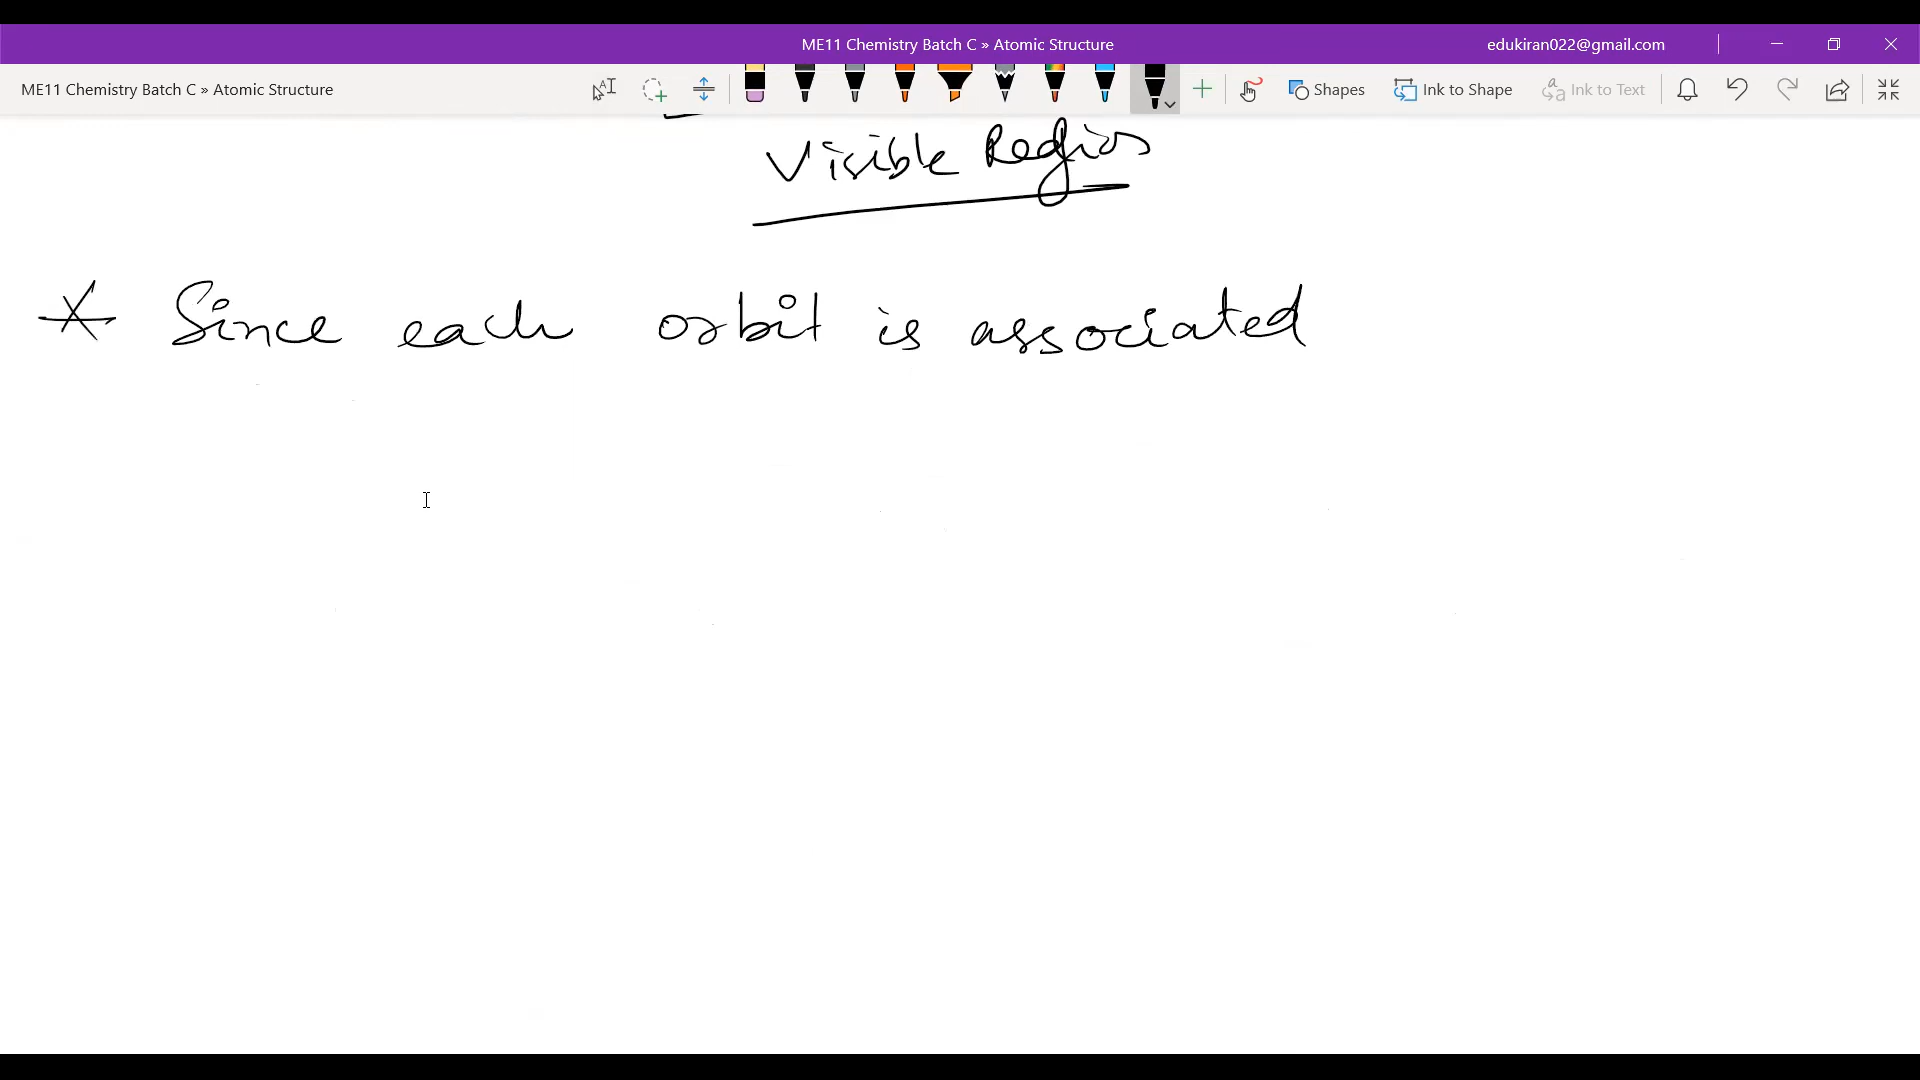 ME11 Chemistry Batch C » Atomic Structure
edukiran022@gmail.com
ME11 Chemistry Batch C » Atomic Structure
Shapes
Ink to Shape
Ink to Text
Visible Region
* Since each orbit is associated